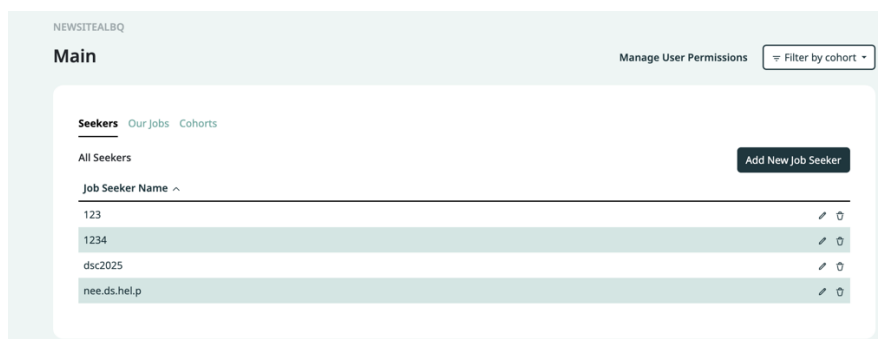 NEWSITEALBQ
Main
Manage User Permissions
Filter by cohort
Seekers Our Jobs Cohorts
All Seekers
Add New Job Seeker
Job Seeker Name
123
1234
dsc2025
nee.ds.hel.p